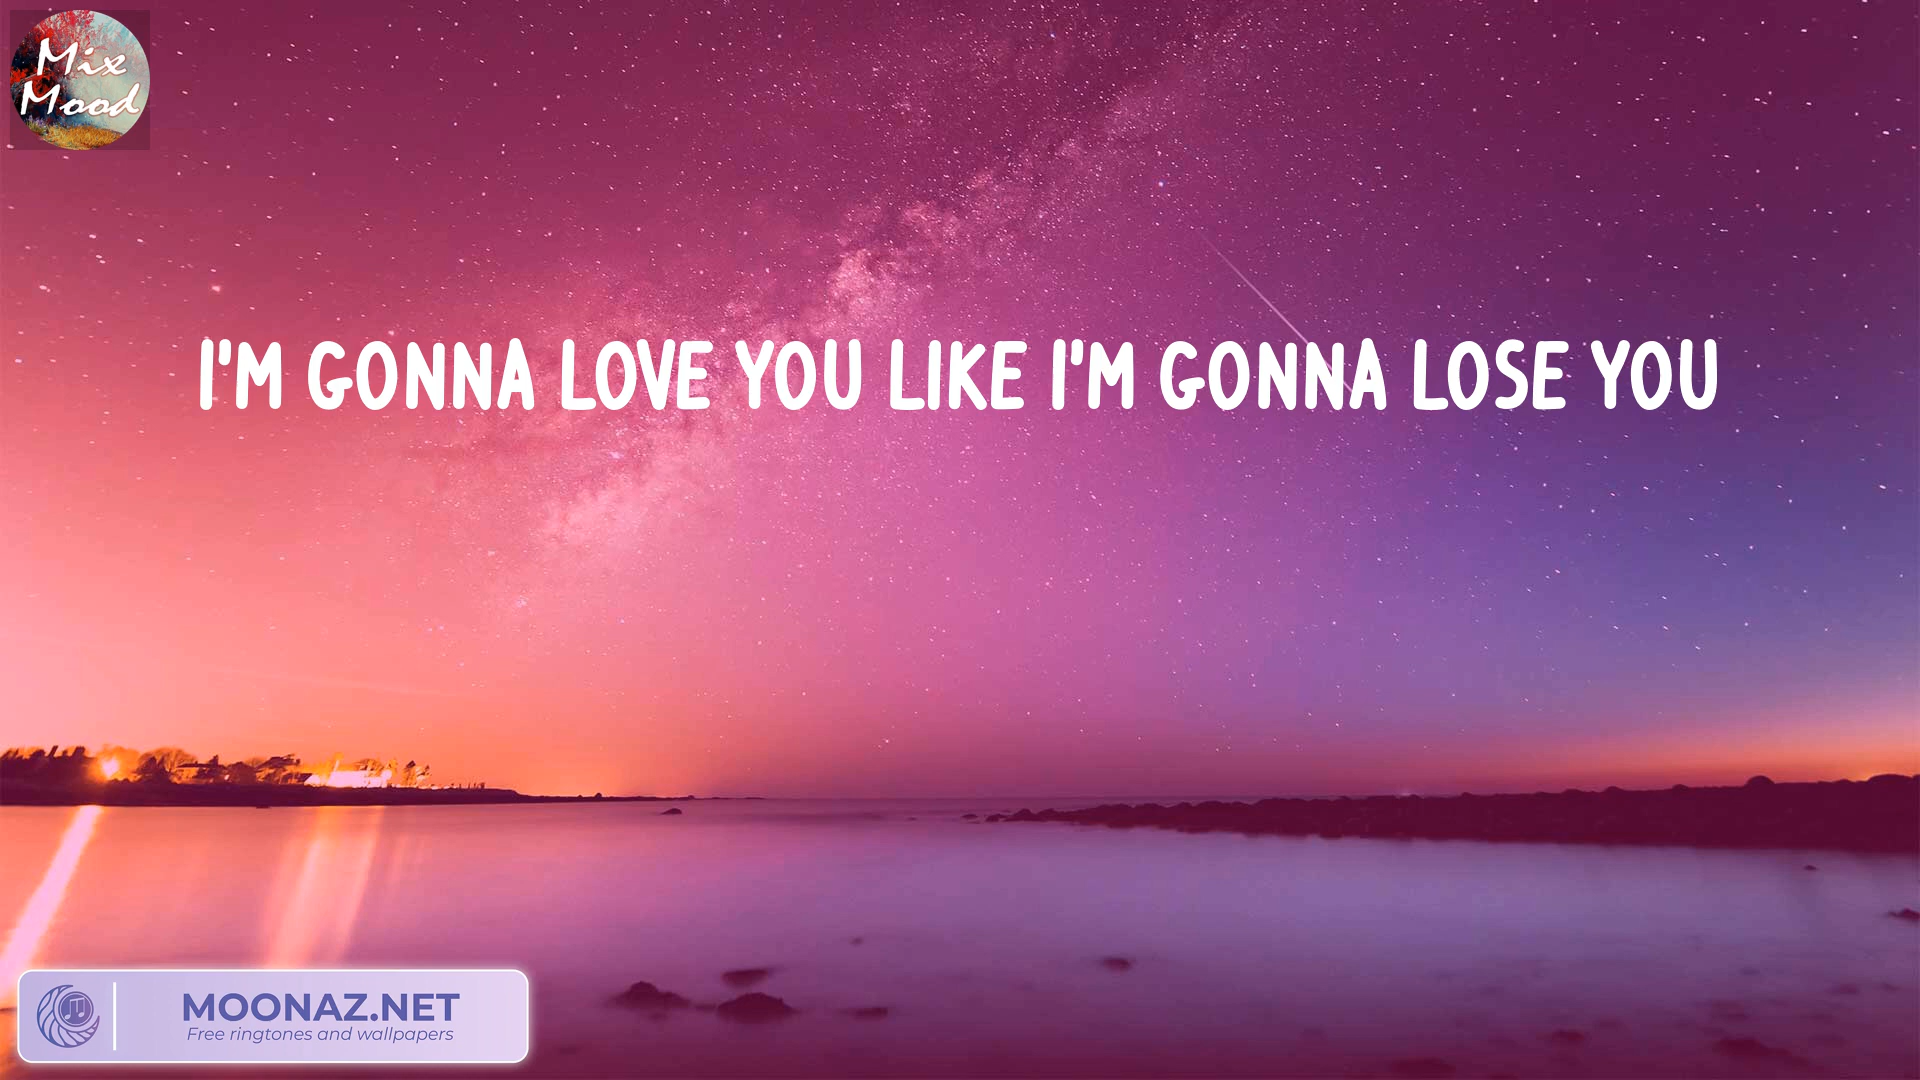 Mix
Mood
I'M GONNA LOVE YOU LIKE I'M GONNA LOSE YOU
MOONAZ.NET
Free ringtones and wallpapers